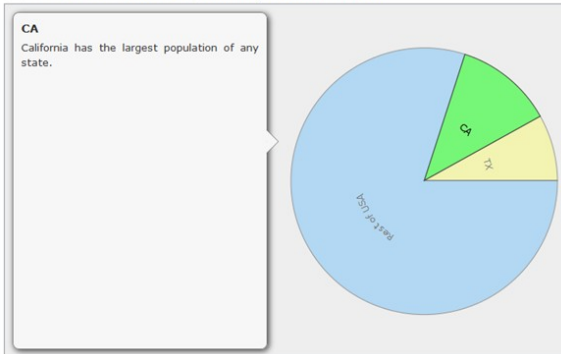 CA
California has the largest population of any
state.
CA
TX
Rest of USA